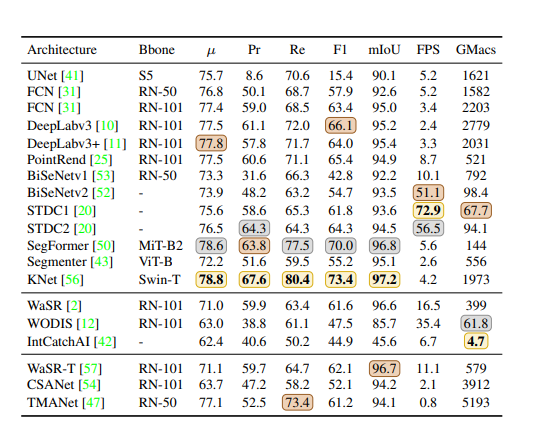 Architecture Bbone μ Pr Re F1 mIoU FPS GMacs
UNet [41] S5 75.7 8.6 70.6 15.4 90.1 5.2 1621
FCN [31] RN-50 76.8 50.1 68.7 57.9 92.6 5.2 1582
FCN [31] RN-101 77.4 59.0 68.5 63.4 95.0 3.4 2203
DeepLabv3 [10] RN-101 77.5 61.1 72.0 66.1 95.2 2.4 2779
DeepLabv3+ [11] RN-101 77.8 57.8 71.7 64.0 95.4 3.3 2031
PointRend [25] RN-101 77.5 60.6 71.1 65.4 94.9 8.7 521
BiSeNetv1 [53] RN-50 73.3 31.6 66.3 42.8 92.2 10.1 792
BiSeNetv2 [52] - 73.9 48.2 63.2 54.7 93.5 51.1 98.4
STDC1 [20] - 75.6 58.6 65.3 61.8 93.6 72.9 67.7
STDC2 [20] - 76.5 64.3 64.3 64.3 94.5 56.5 94.1
SegFormer [50] MiT-B2 78.6 63.8 77.5 70.0 96.8 5.6 144
Segmenter [43] ViT-B 72.2 51.6 59.5 55.2 95.1 2.6 556
KNet [56] Swin-T 78.8 67.6 80.4 73.4 97.2 4.2 1973
WaSR [2] RN-101 71.0 59.9 63.4 61.6 96.6 16.5 399
WODIS [12] RN-101 63.0 38.8 61.1 47.5 85.7 35.4 61.8
IntCatchAI [42] - 62.4 40.6 50.2 44.9 45.6 6.7 4.7
WaSR-T [57] RN-101 71.1 59.7 64.7 62.1 96.7 11.1 579
CSANet [54] RN-101 63.7 47.2 58.2 52.1 94.2 2.1 3912
TMANet [47] RN-50 77.1 52.5 73.4 61.2 94.1 0.8 5193